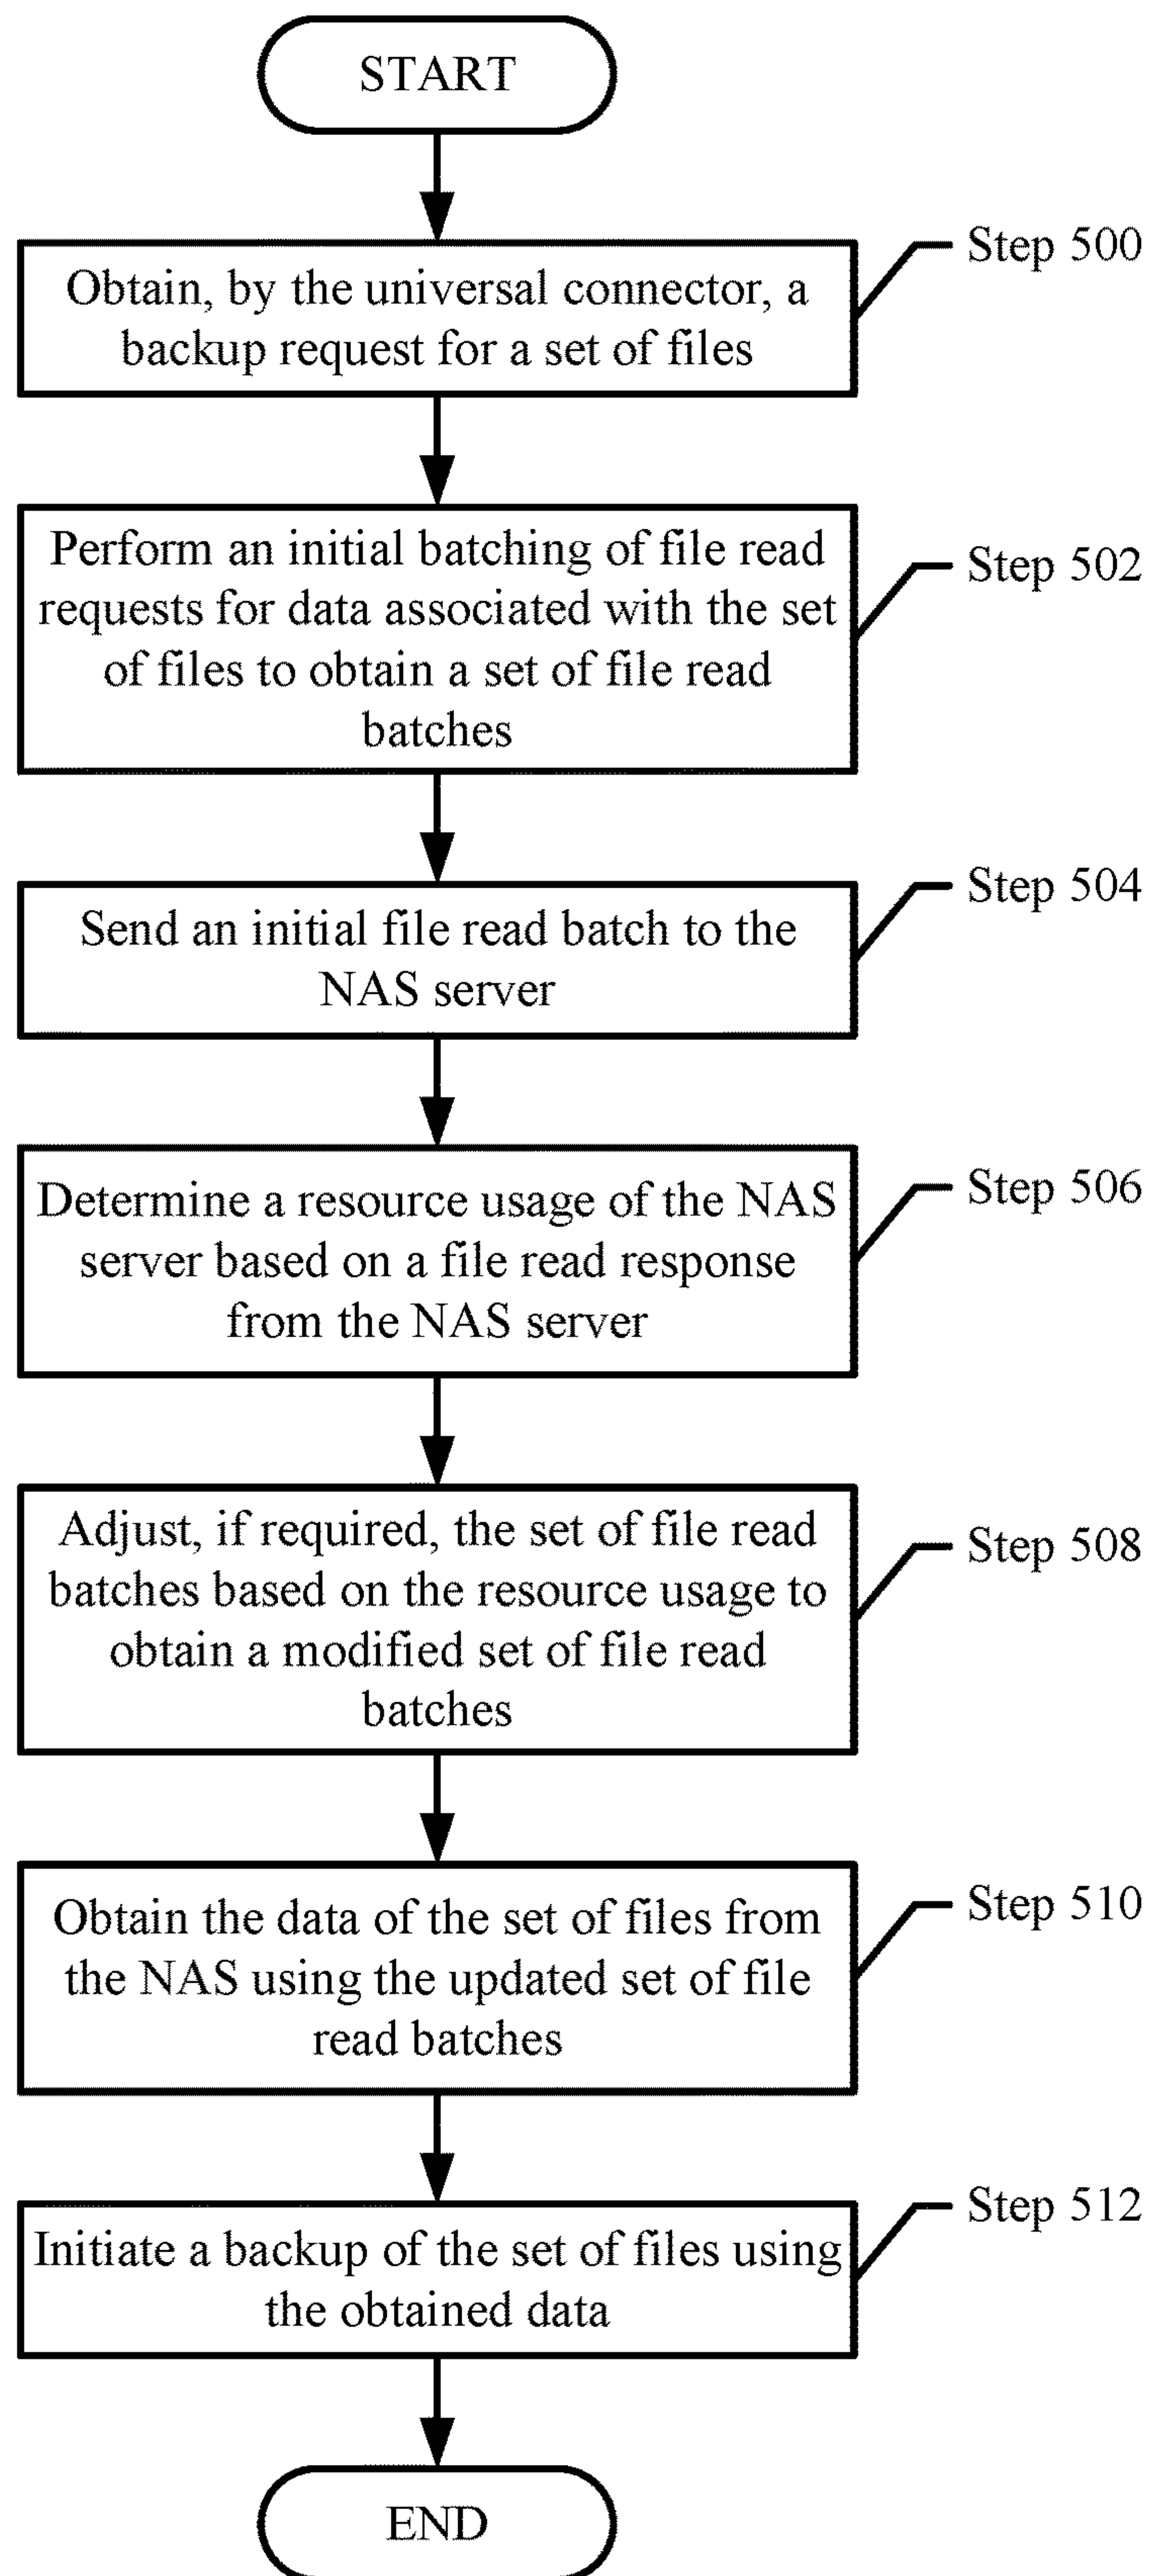 START
Step 500
Obtain, by the universal connector, a
backup request for a set of files
Step 502
Perform an initial batching of file read
requests for data associated with the set
of files to obtain a set of file read
batches
Step 504
Send an initial file read batch to the
NAS server
Step 506
Determine a resource usage of the NAS
server based on a file read response
from the NAS server
Step 508
Adjust, if required, the set of file read
batches based on the resource usage to
obtain a modified set of file read
batches
Step 510
Obtain the data of the set of files from
the NAS using the updated set of file
read batches
Step 512
Initiate a backup of the set of files using
the obtained data
END